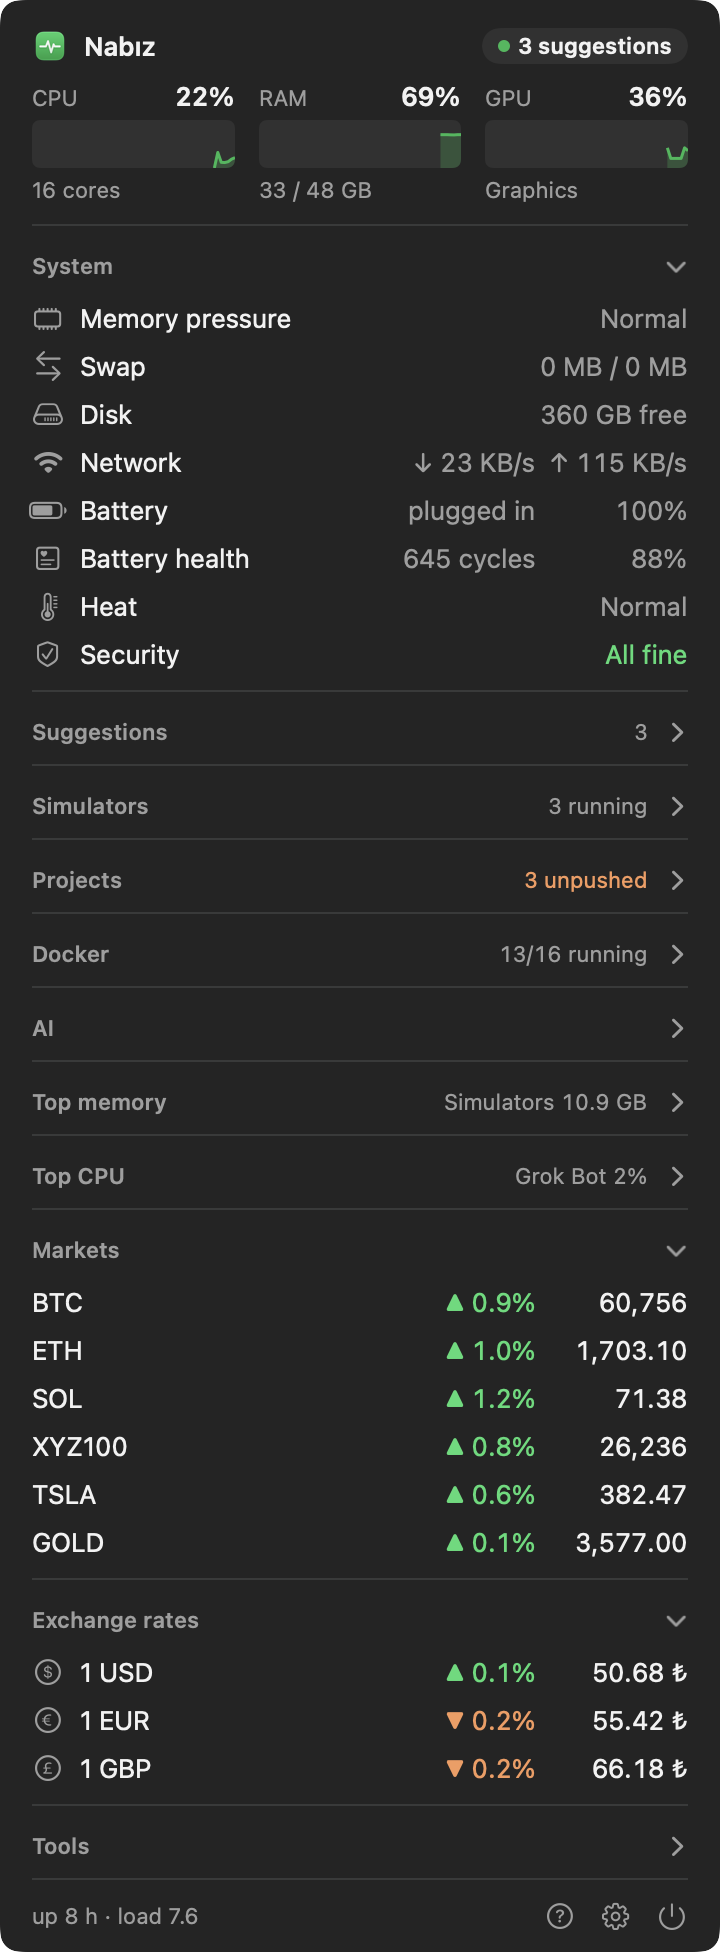 Nabız
3 suggestions
CPU 22% RAM 69% GPU 36%
16 cores 33 / 48 GB Graphics
System
Memory pressure Normal
Swap 0 MB / 0 MB
Disk 360 GB free
Network ↓ 23 KB/s ↑ 115 KB/s
Battery plugged in 100%
Battery health 645 cycles 88%
Heat Normal
Security All fine
Suggestions 3
Simulators 3 running
Projects 3 unpushed
Docker 13/16 running
AI
Top memory Simulators 10.9 GB
Top CPU Grok Bot 2%
Markets
BTC ▲ 0.9% 60,756
ETH ▲ 1.0% 1,703.10
SOL ▲ 1.2% 71.38
XYZ100 ▲ 0.8% 26,236
TSLA ▲ 0.6% 382.47
GOLD ▲ 0.1% 3,577.00
Exchange rates
$ 1 USD ▲ 0.1% 50.68 ₺
€ 1 EUR ▼ 0.2% 55.42 ₺
£ 1 GBP ▼ 0.2% 66.18 ₺
Tools
up 8 h · load 7.6 ?